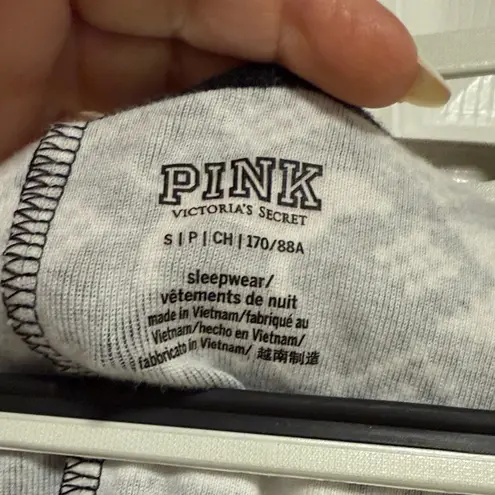 PINK
VICTORIA'S SECRET
S | P | CH | 170/88A
sleepwear/
vêtements de nuit
made in Vietnam/fabriqué au
Vietnam/hecho en Vietnam/
fabbricato in Vietnam/越南制造